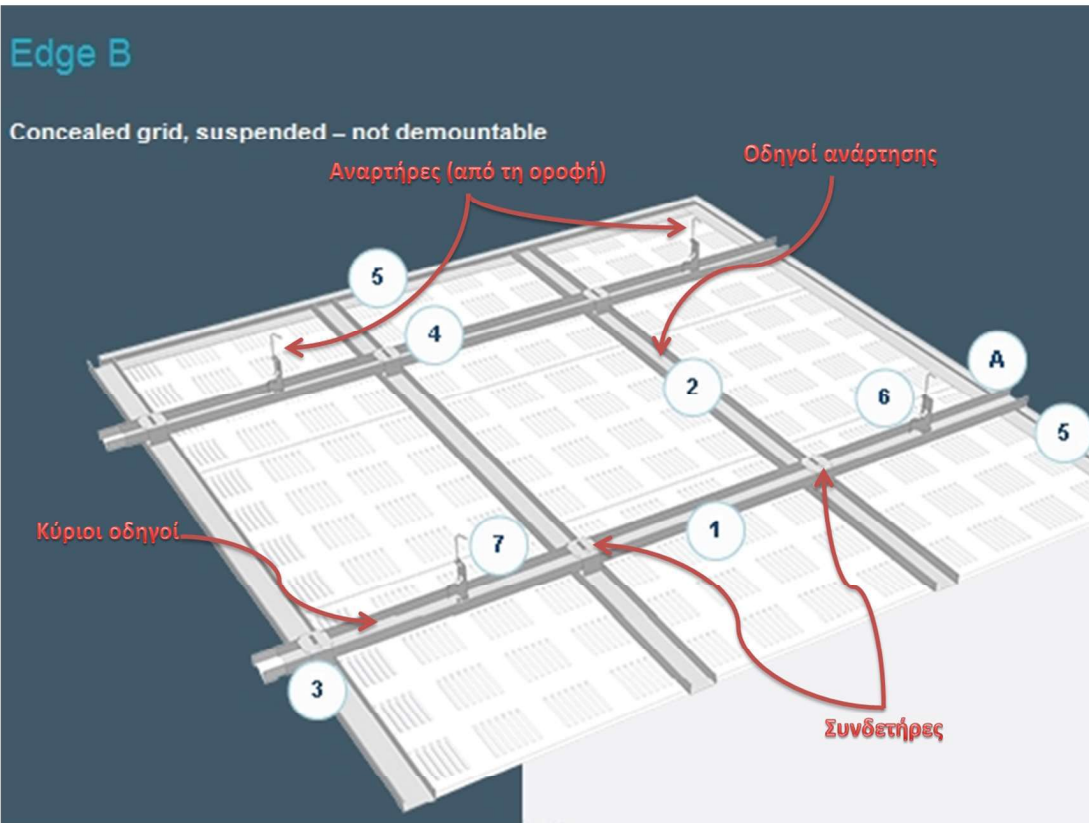 Edge B
Concealed grid, suspended – not demountable
Αναρτήρες (από τη οροφή)
Οδηγοί ανάρτησης
5
4
A
2
6
5
Κύριοι οδηγοί
7
1
3
Συνδετήρες